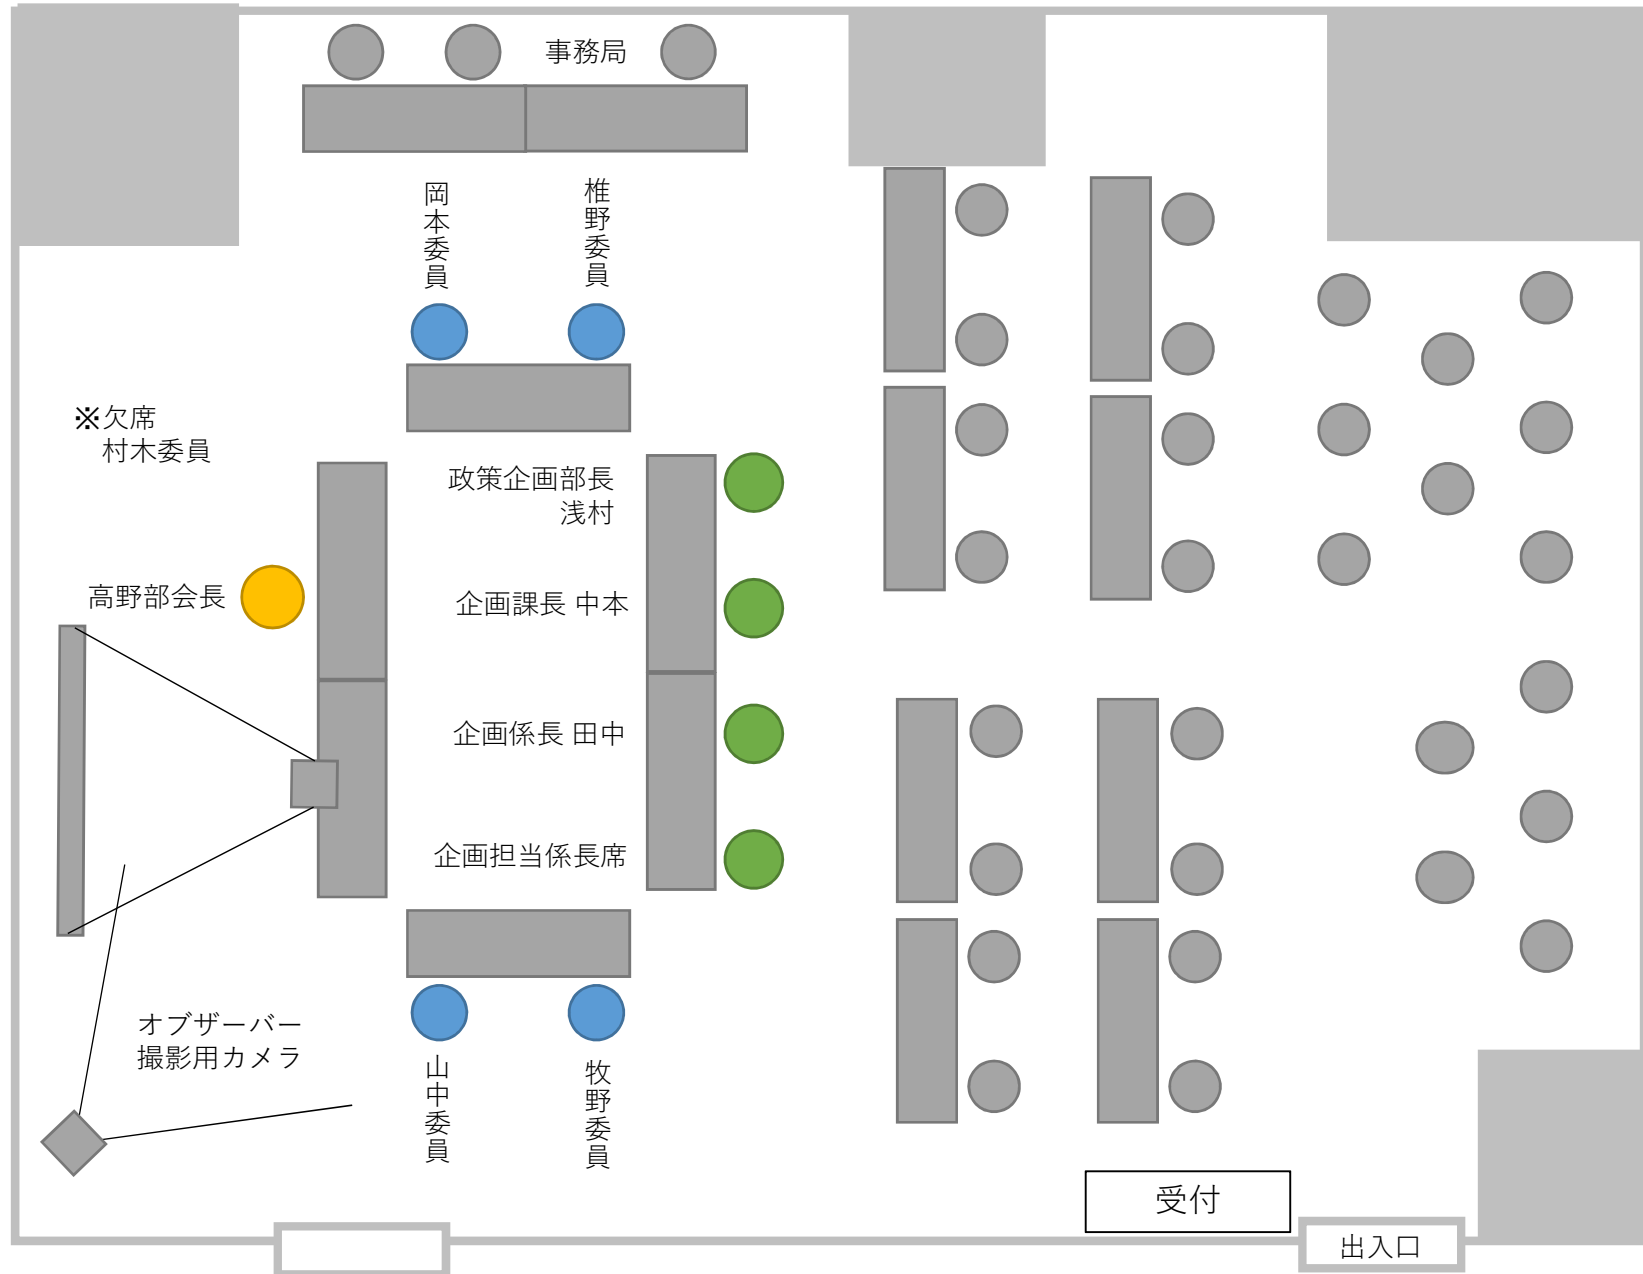 事務局
岡本委員
椎野委員
※欠席
村木委員
政策企画部長
浅村
高野部会長
企画課長 中本
企画係長 田中
企画担当係長席
オブザーバー
撮影用カメラ
山中委員
牧野委員
受付
出入口